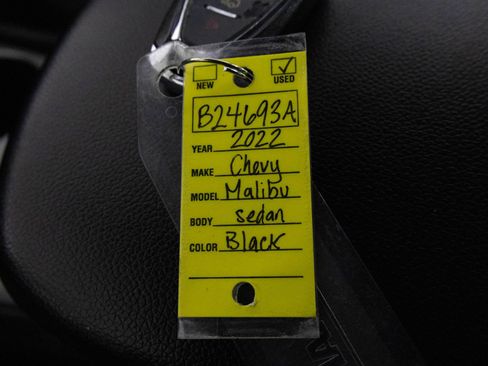 NEW USED
B24693A
YEAR 2022
MAKE Chevy
MODEL Malibu
BODY sedan
COLOR Black